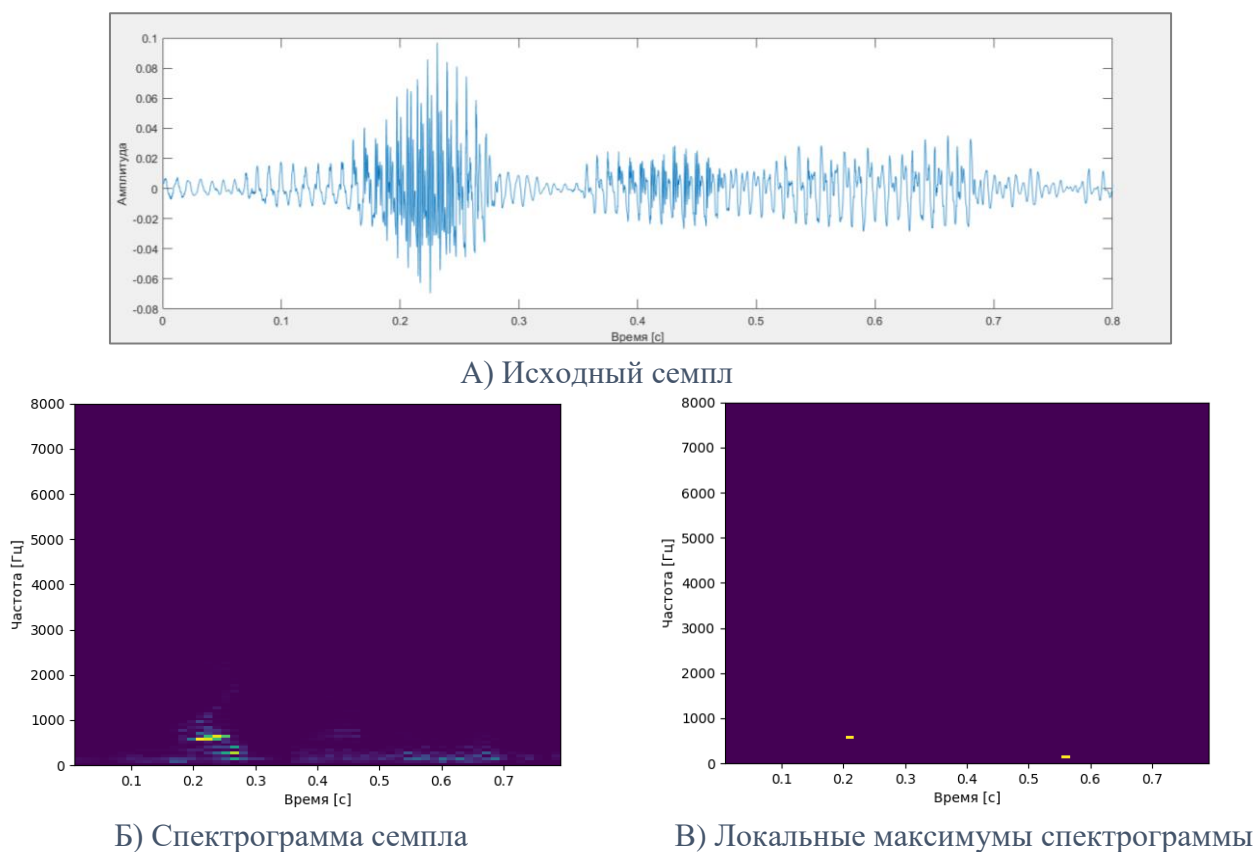 0.1
0.08
0.06
0.04
0.02
0
-0.02
-0.04
-0.06
-0.08
Амплитуда
0 0.1 0.2 0.3 0.4 0.5 0.6 0.7 0.8
Время [с]
А) Исходный семпл
8000
7000
6000
5000
4000
3000
2000
1000
0
Частота [Гц]
0.1 0.2 0.3 0.4 0.5 0.6 0.7
Время [с]
Б) Спектрограмма семпла
8000
7000
6000
5000
4000
3000
2000
1000
0
Частота [Гц]
0.1 0.2 0.3 0.4 0.5 0.6 0.7
Время [с]
В) Локальные максимумы спектрограммы